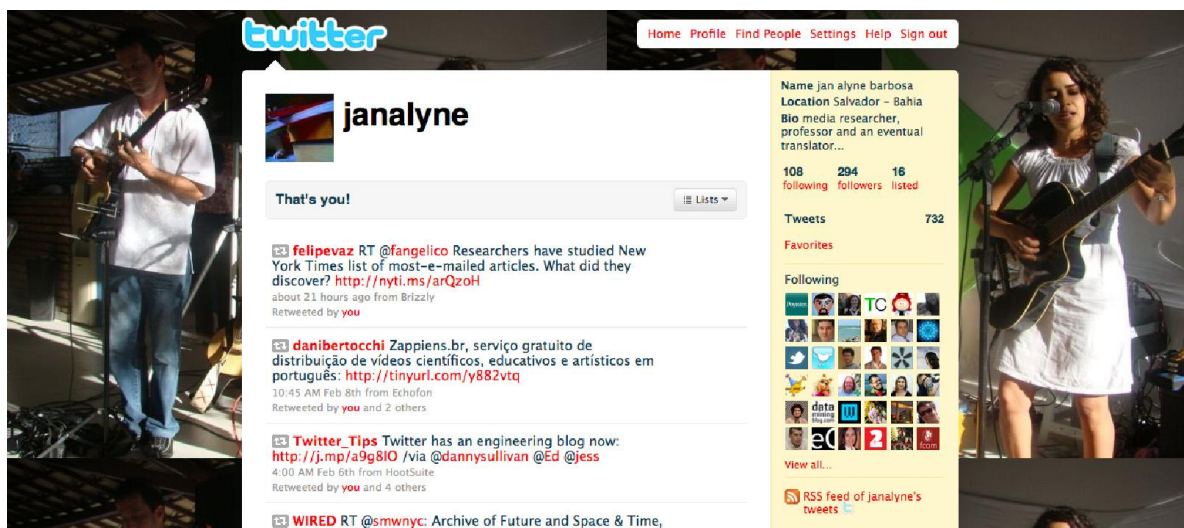 twitter
Home Profile Find People Settings Help Sign out
janalyne
That's you!
Lists
felipevaz RT @fangelico Researchers have studied New
York Times list of most-e-mailed articles. What did they
discover? http://nyti.ms/arQzoH
about 21 hours ago from Brizzly
Retweeted by you
danibertocchi Zappiens.br, serviço gratuito de
distribuição de vídeos científicos, educativos e artísticos em
português: http://tinyurl.com/y882vtq
10:45 AM Feb 8th from Echofon
Retweeted by you and 2 others
Twitter_Tips Twitter has an engineering blog now:
http://j.mp/a9g8IO /via @dannysullivan @Ed @jess
4:00 AM Feb 6th from HootSuite
Retweeted by you and 4 others
WIRED RT @smwnyc: Archive of Future and Space & Time,
Name jan alyne barbosa
Location Salvador - Bahia
Bio media researcher,
professor and an eventual
translator...
108 294 16
following followers listed
Tweets 732
Favorites
Following
TC
data
mining
blog.com
W
2
fcom
View all...
RSS feed of janalyne's
tweets